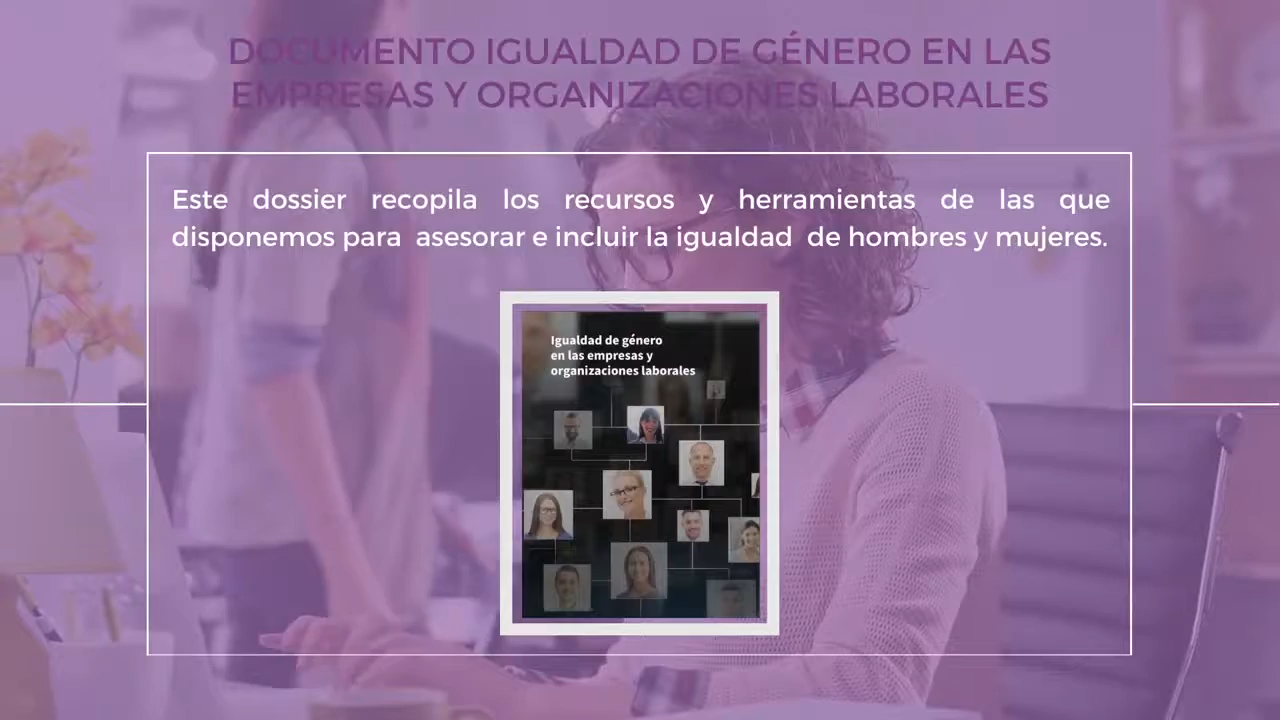 DOCUMENTO IGUALDAD DE GÉNERO EN LAS
EMPRESAS Y ORGANIZACIONES LABORALES
Este dossier recopila los recursos y herramientas de las que
disponemos para asesorar e incluir la igualdad de hombres y mujeres.
Igualdad de género
en las empresas y
organizaciones laborales